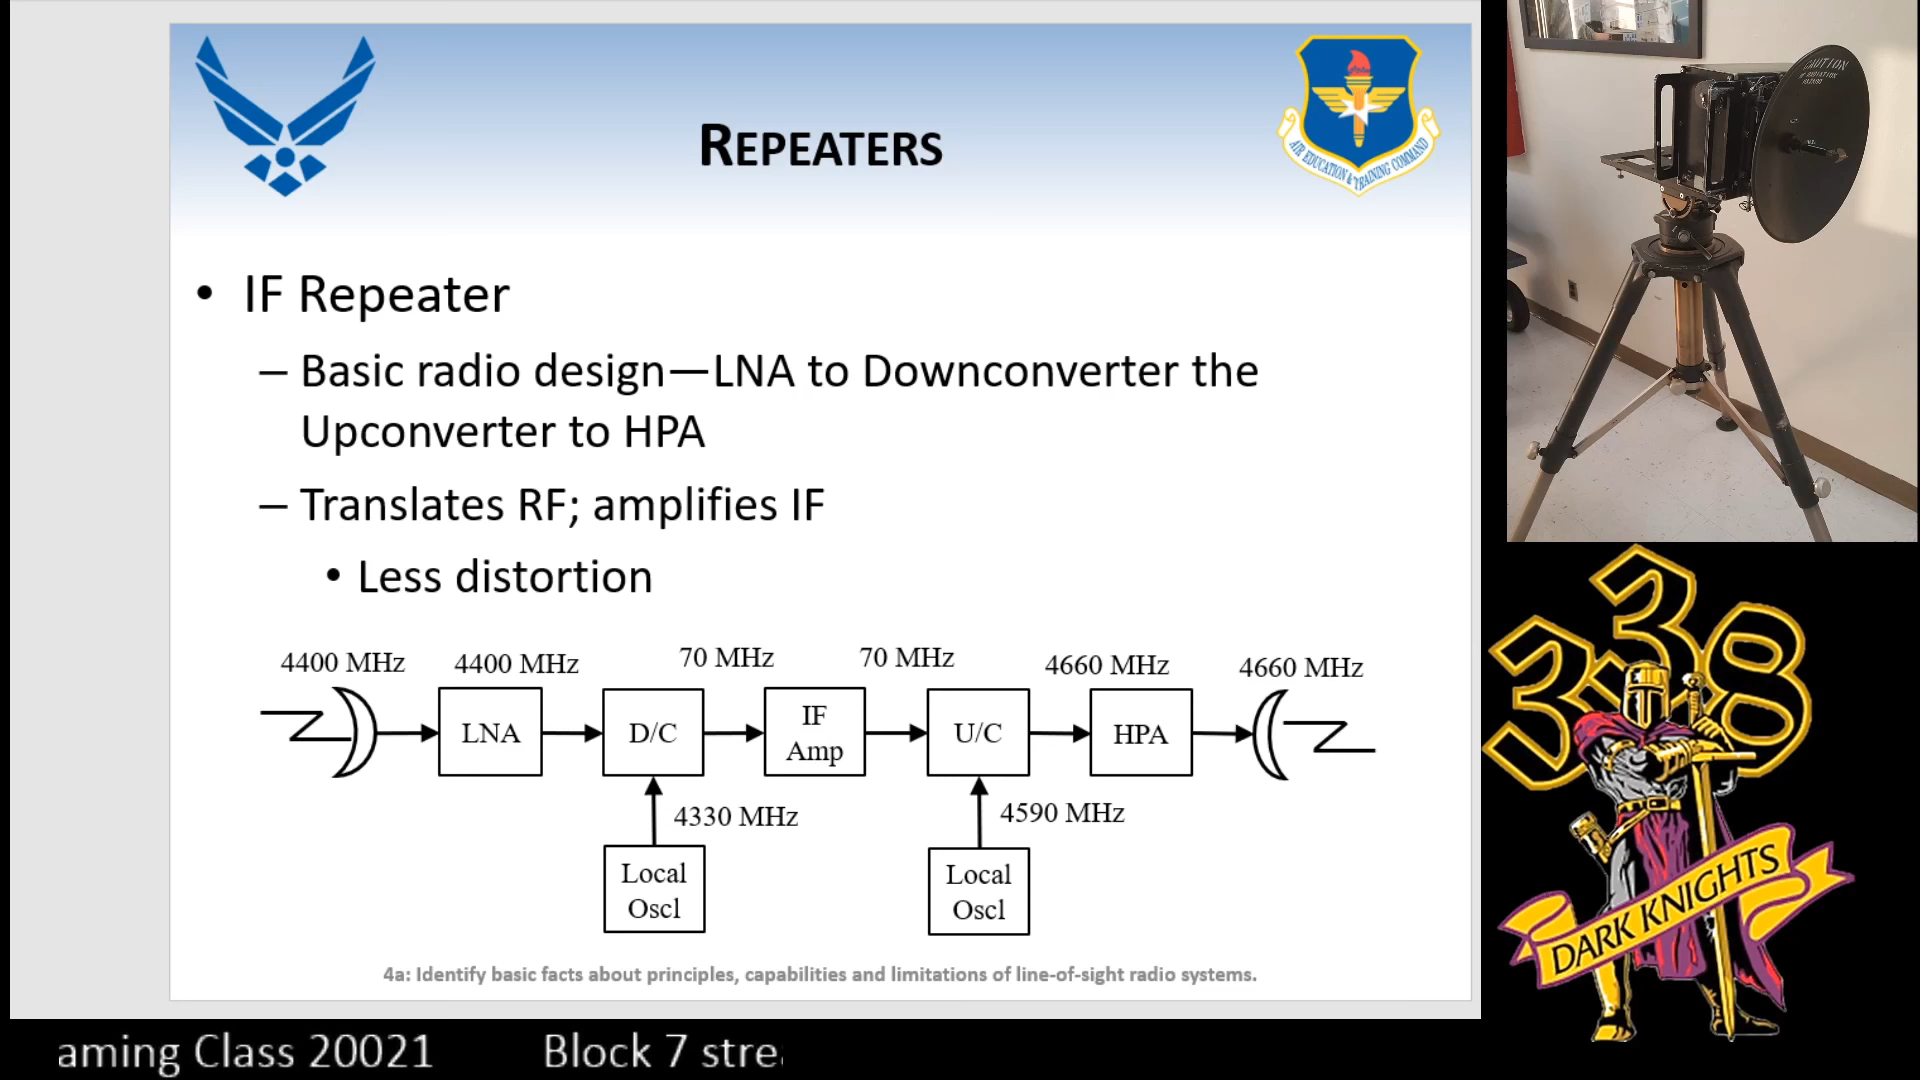 REPEATERS
AIR EDUCATION & TRAINING COMMAND
• IF Repeater
– Basic radio design—LNA to Downconverter the
Upconverter to HPA
– Translates RF; amplifies IF
• Less distortion
4400 MHz 4400 MHz 70 MHz 70 MHz 4660 MHz 4660 MHz
LNA D/C IF Amp U/C HPA
4330 MHz 4590 MHz
Local Oscl Local Oscl
4a: Identify basic facts about principles, capabilities and limitations of line-of-sight radio systems.
CAUTION
RADIATION
HAZARD
338
DARK KNIGHTS
aming Class 20021 Block 7 stre